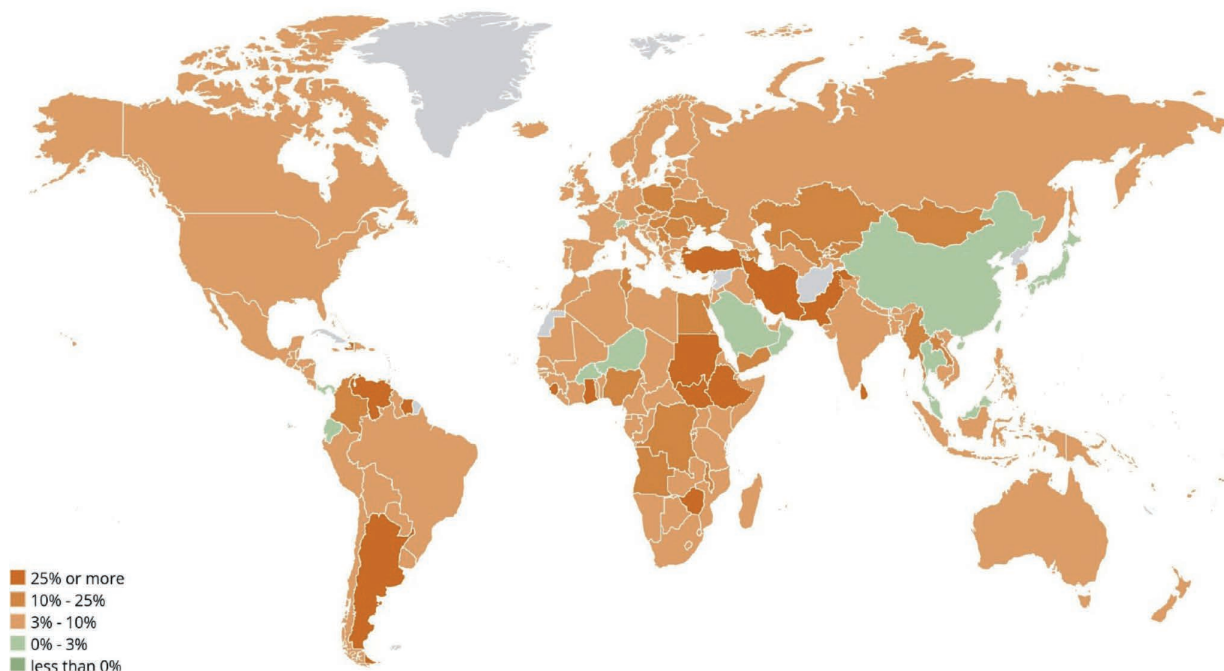 25% or more
10% - 25%
3% - 10%
0% - 3%
less than 0%